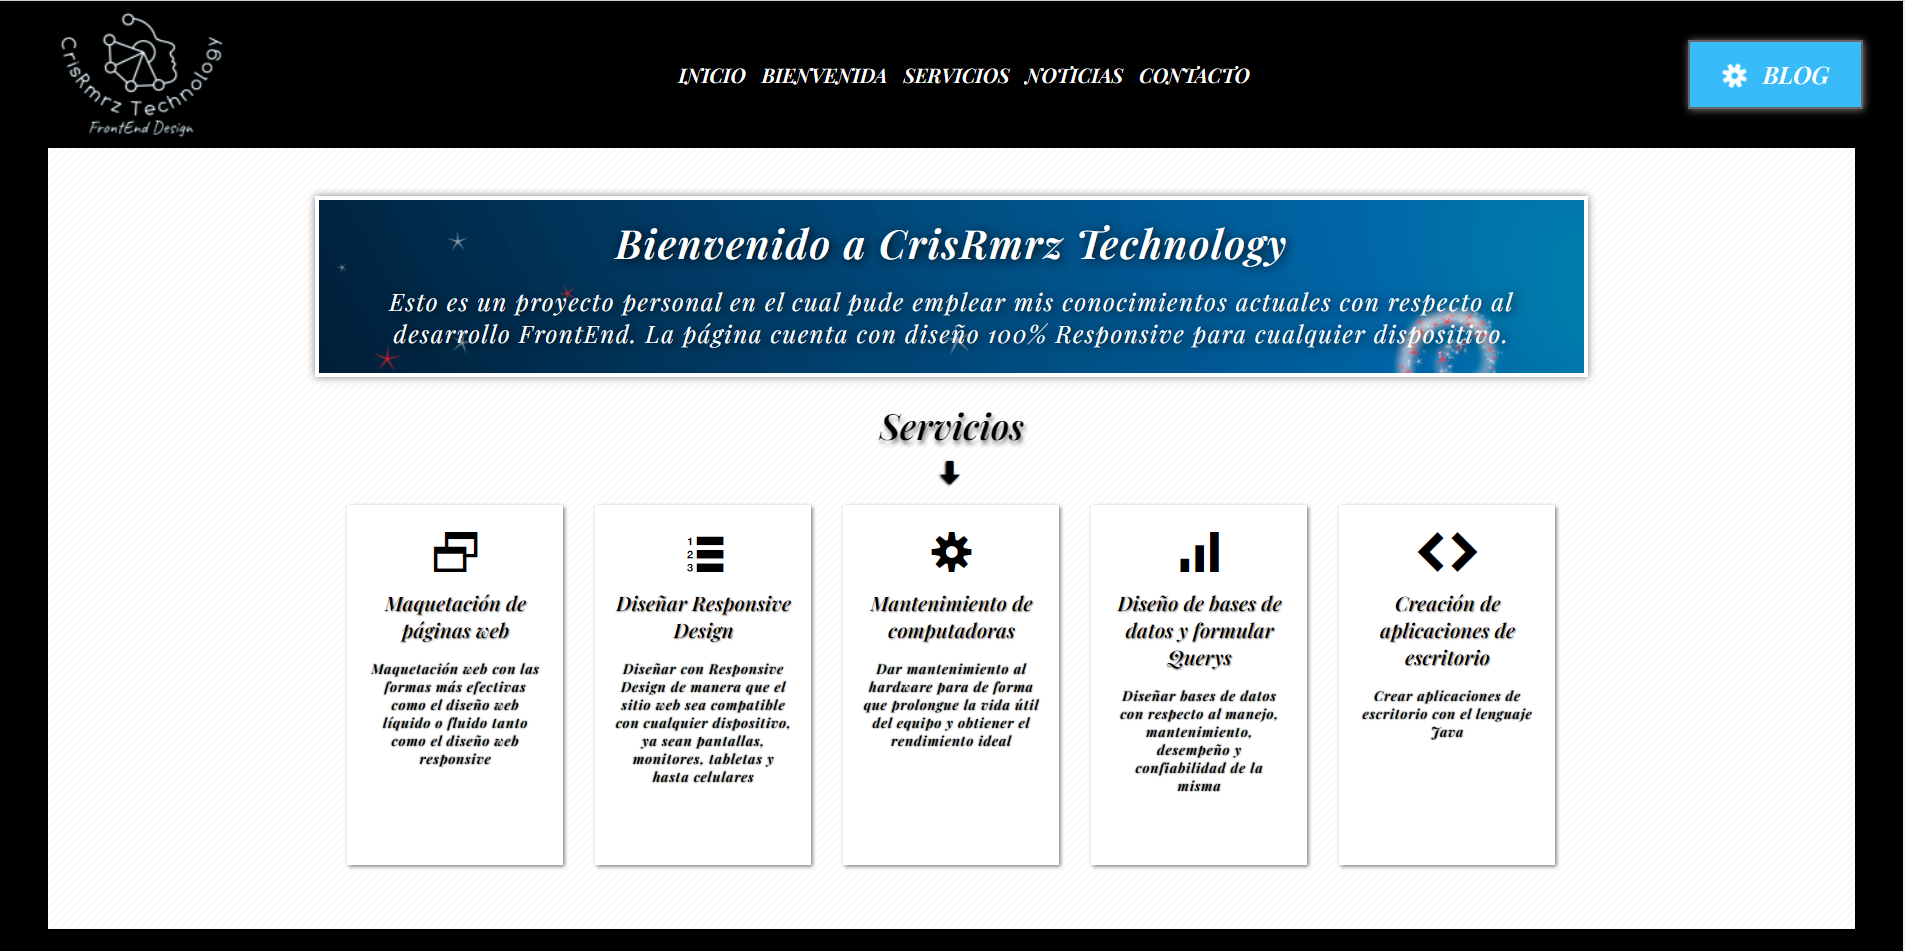 CrisRmrz Technology
FrontEnd Design
INICIO BIENVENIDA SERVICIOS NOTICIAS CONTACTO
BLOG
Bienvenido a CrisRmrz Technology
Esto es un proyecto personal en el cual pude emplear mis conocimientos actuales con respecto al
desarrollo FrontEnd. La página cuenta con diseño 100% Responsive para cualquier dispositivo.
Servicios
Maquetación de
páginas web
Maquetación web con las
formas más efectivas
como el diseño web
líquido o fluido tanto
como el diseño web
responsive
1
2
3
Diseñar Responsive
Design
Diseñar con Responsive
Design de manera que el
sitio web sea compatible
con cualquier dispositivo,
ya sean pantallas,
monitores, tabletas y
hasta celulares
Mantenimiento de
computadoras
Dar mantenimiento al
hardware para de forma
que prolongue la vida útil
del equipo y obtiener el
rendimiento ideal
Diseño de bases de
datos y formular
Querys
Diseñar bases de datos
con respecto al manejo,
mantenimiento,
desempeño y
confiabilidad de la
misma
Creación de
aplicaciones de
escritorio
Crear aplicaciones de
escritorio con el lenguaje
Java